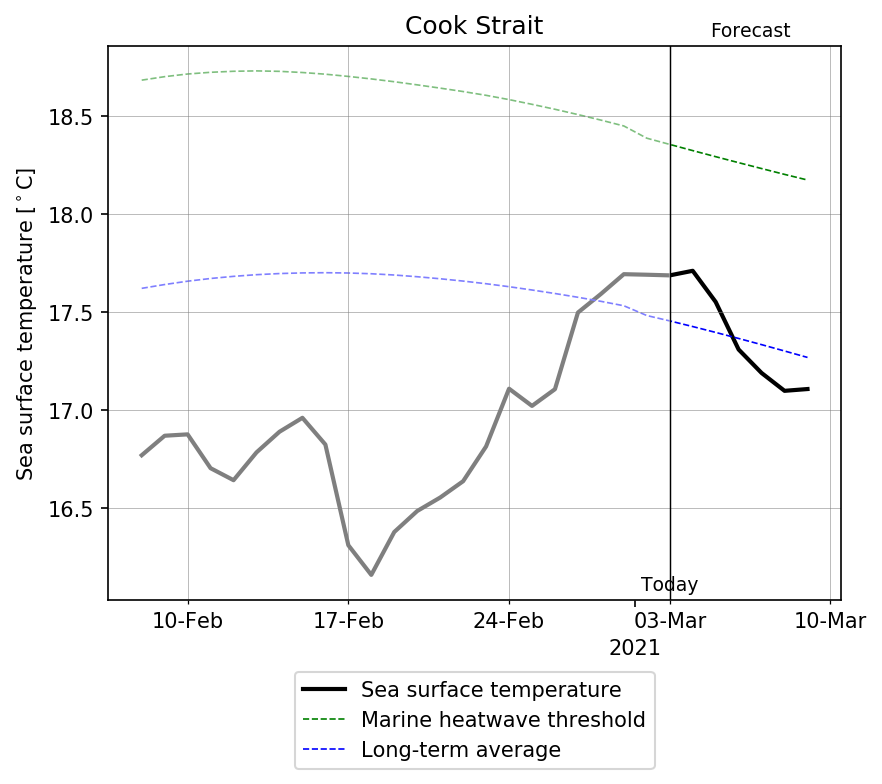 Cook Strait
Forecast
Sea surface temperature [°C]
18.5
18.0
17.5
17.0
16.5
Today
10-Feb
17-Feb
24-Feb
03-Mar
10-Mar
2021
Sea surface temperature
Marine heatwave threshold
Long-term average